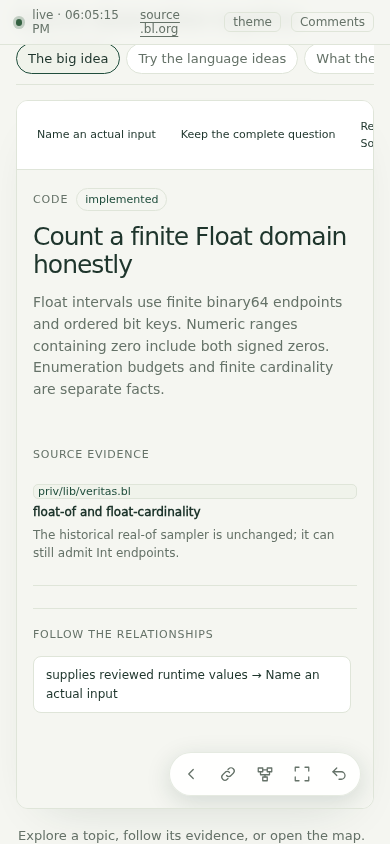 live · 06:05:15
PM
source
.bl.org
theme
Comments
The big idea
Try the language ideas
What the
Name an actual input
Keep the complete question
Re
So
CODE
implemented
Count a finite Float domain
honestly
Float intervals use finite binary64 endpoints
and ordered bit keys. Numeric ranges
containing zero include both signed zeros.
Enumeration budgets and finite cardinality
are separate facts.
SOURCE EVIDENCE
priv/lib/veritas.bl
float-of and float-cardinality
The historical real-of sampler is unchanged; it can
still admit Int endpoints.
FOLLOW THE RELATIONSHIPS
supplies reviewed runtime values → Name an
actual input
Explore a topic, follow its evidence, or open the map.